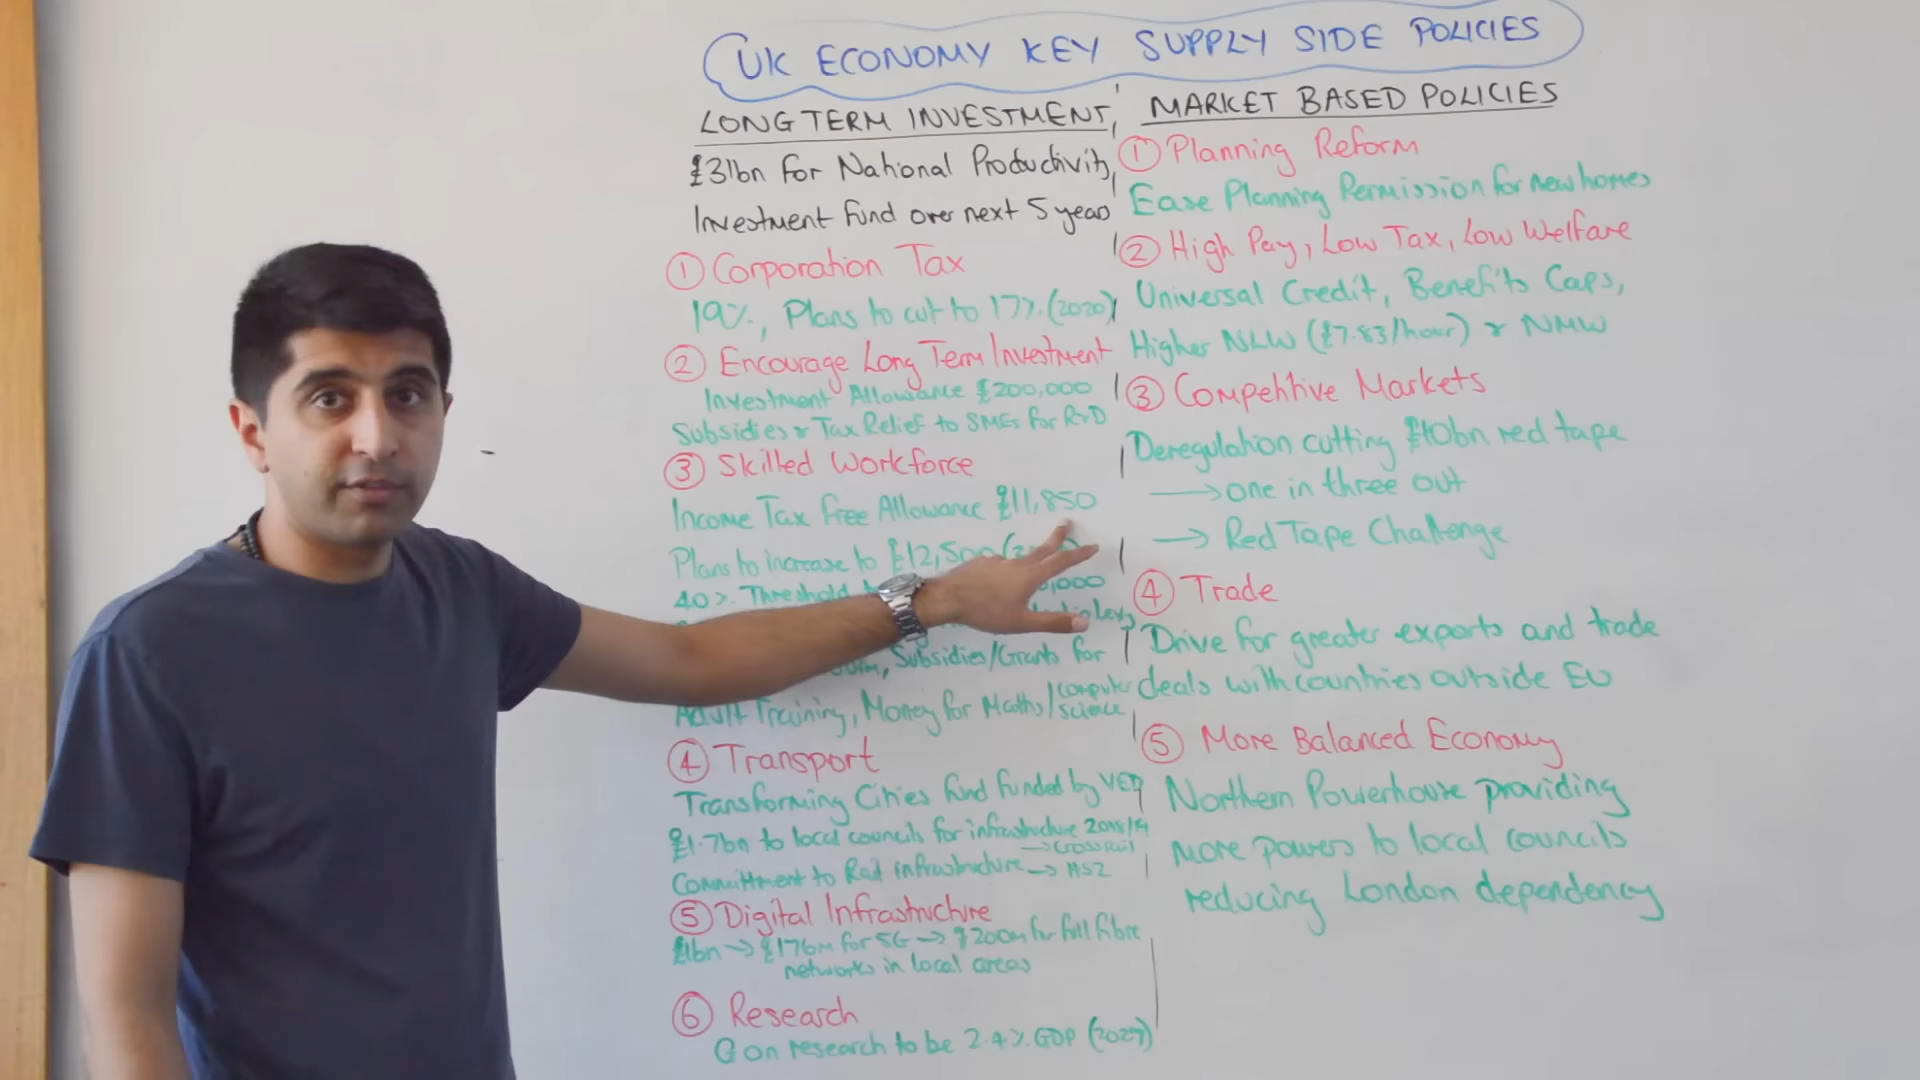 UK ECONOMY KEY SUPPLY SIDE POLICIES
LONG TERM INVESTMENT
£31bn for National Productivity
Investment Fund over next 5 years
① Corporation Tax
19%, Plans to cut to 17% (2020)
② Encourage Long Term Investment
Investment Allowance £200,000
Subsidies & Tax Relief to SMEs for R&D
③ Skilled Workforce
Income Tax Free Allowance £11,850
Plans to increase to £12,500
40% Threshold
Subsidies/Grants for
Adult Training, Money for Maths/computer science
④ Transport
Transforming Cities Fund funded by VED
£1.7bn to local councils for infrastructure 2018/19
→ Crossrail
Committment to Rail infrastructure → HS2
⑤ Digital Infrastructure
£1bn → £176m for 5G → £200m for full fibre
networks in local areas
⑥ Research
G on research to be 2.4% GDP (2027)
MARKET BASED POLICIES
① Planning Reform
Ease Planning Permission for new homes
② High Pay, Low Tax, Low Welfare
Universal Credit, Benefits Caps,
Higher NLW (£7.83/hour) & NMW
③ Competitive Markets
Deregulation cutting £10bn red tape
→ one in three out
→ Red Tape Challenge
④ Trade
Drive for greater exports and trade
deals with countries outside EU
⑤ More Balanced Economy
Northern Powerhouse providing
more powers to local councils
reducing London dependency